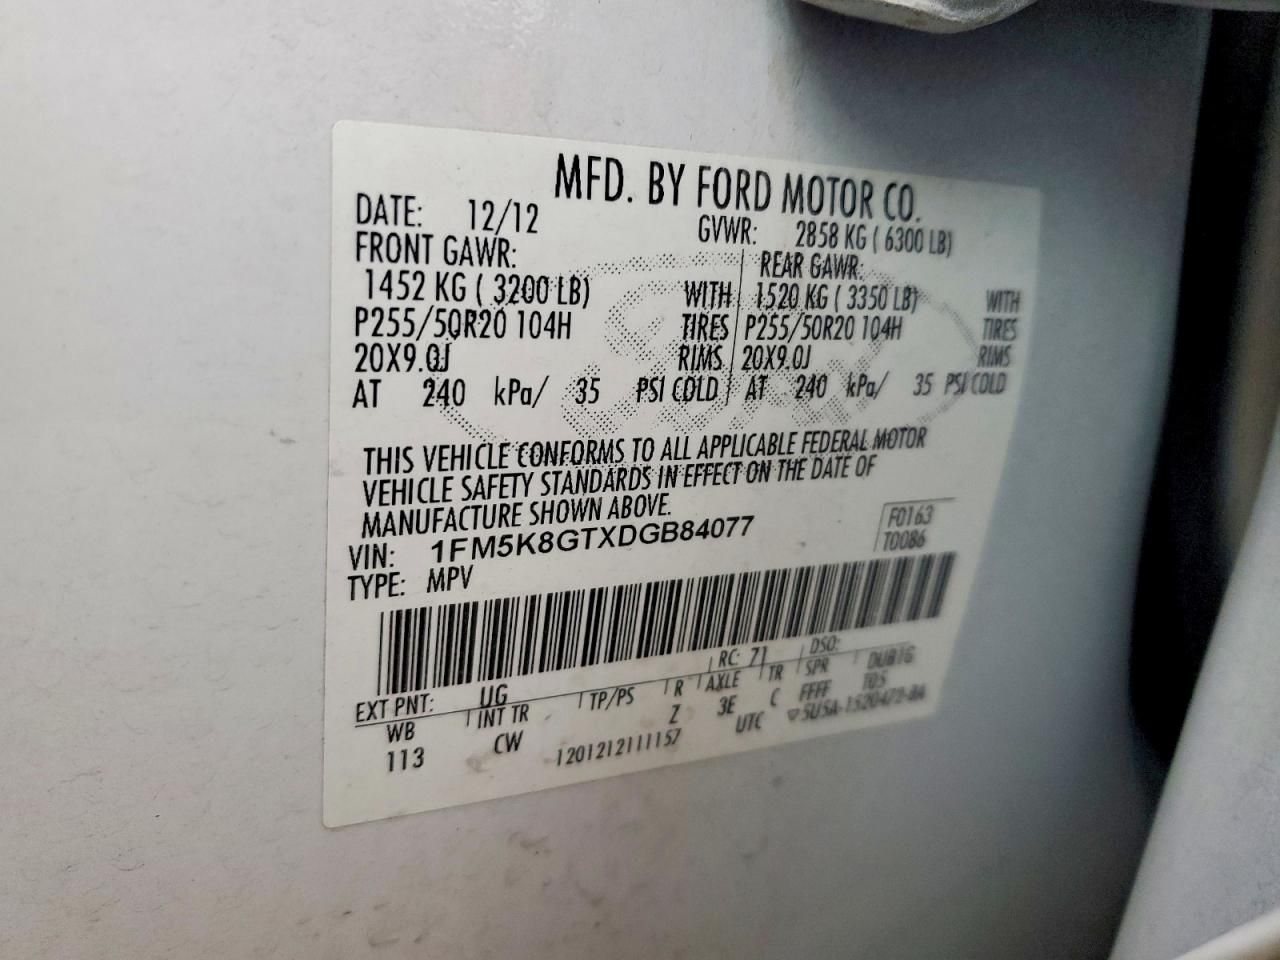 MFD. BY FORD MOTOR CO.
DATE: 12/12 GVWR: 2858 KG ( 6300 LB)
FRONT GAWR: REAR GAWR:
1452 KG ( 3200 LB) WITH 1520 KG ( 3350 LB) WITH
P255/50R20 104H TIRES P255/50R20 104H TIRES
20X9.0J RIMS 20X9.0J RIMS
AT 240 kPa/ 35 PSI COLD AT 240 kPa/ 35 PSI COLD
THIS VEHICLE CONFORMS TO ALL APPLICABLE FEDERAL MOTOR
VEHICLE SAFETY STANDARDS IN EFFECT ON THE DATE OF
MANUFACTURE SHOWN ABOVE.
F0163
VIN: 1FM5K8GTXDGB84077 T0086
TYPE: MPV
EXT PNT: UG RC: 71 DSO:
WB INT TR TP/PS R AXLE TR SPR DUB1G
113 CW Z 3E C FFFF TOS
1201212111157 UTC